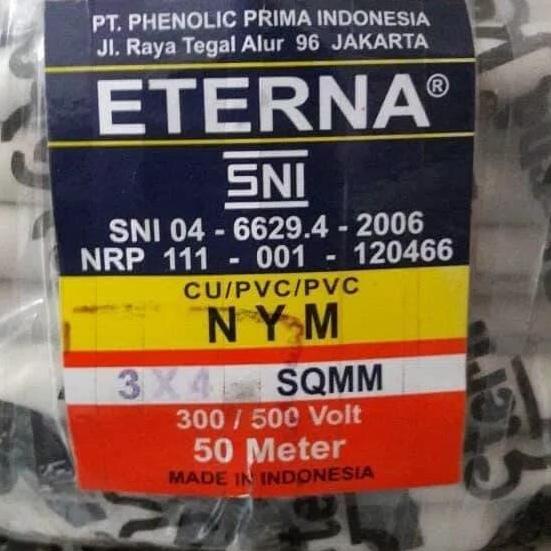 PT. PHENOLIC PRIMA INDONESIA
Jl. Raya Tegal Alur 96 JAKARTA
ETERNA®
SNI
SNI 04 - 6629.4 - 2006
NRP 111 - 001 - 120466
CU/PVC/PVC
NYM
3 X 4 SQMM
300 / 500 Volt
50 Meter
MADE IN INDONESIA